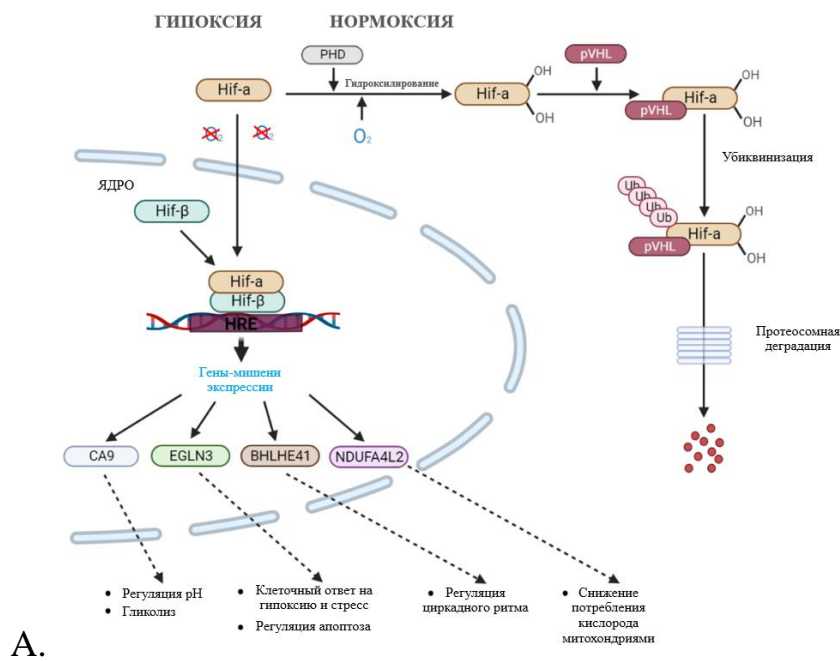 ГИПОКСИЯ
НОРМОКСИЯ
PHD
pVHL
Hif-a
Гидроксилирование
Hif-a
OH
OH
pVHL
Hif-a
OH
OH
O₂
O₂
O₂
Убиквинизация
ЯДРО
Hif-β
Ub
Ub
Ub
Ub
Hif-a
OH
OH
pVHL
Hif-a
Hif-β
HRE
Протеосомная
деградация
Гены-мишени
экспрессии
CA9
EGLN3
BHLHE41
NDUFA4L2
• Регуляция pH
• Гликолиз
• Клеточный ответ на
гипоксию и стресс
• Регуляция апоптоза
• Регуляция
циркадного ритма
• Снижение
потребления
кислорода
митохондриями
А.